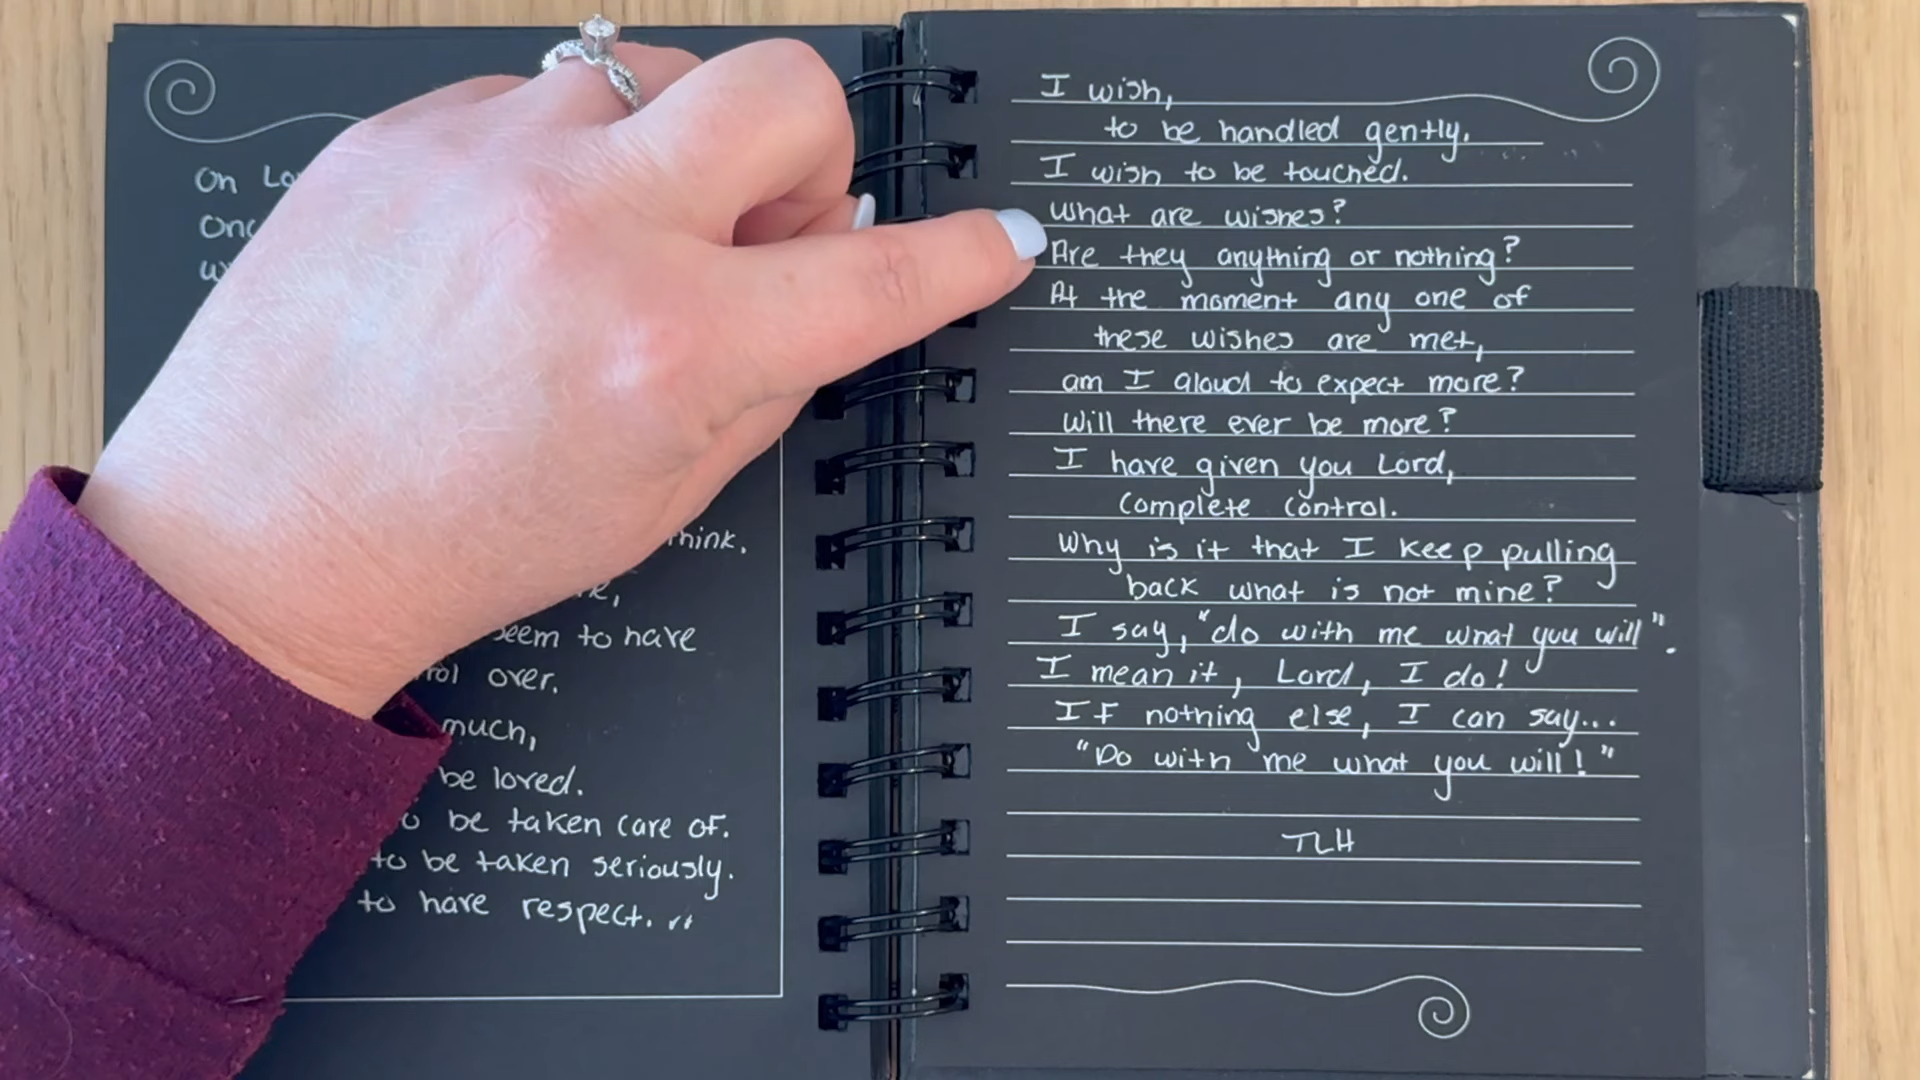 On
think.
seem to have
over.
much,
be loved.
to be taken care of.
to be taken seriously.
to have respect...
I wish,
to be handled gently.
I wish to be touched.
What are wishes?
Are they anything or nothing?
At the moment any one of
these wishes are met,
am I aloud to expect more?
Will there ever be more?
I have given you Lord,
complete control.
Why is it that I keep pulling
back what is not mine?
I say, "do with me what you will".
I mean it, Lord, I do!
If nothing else, I can say...
"Do with me what you will!"
TLH